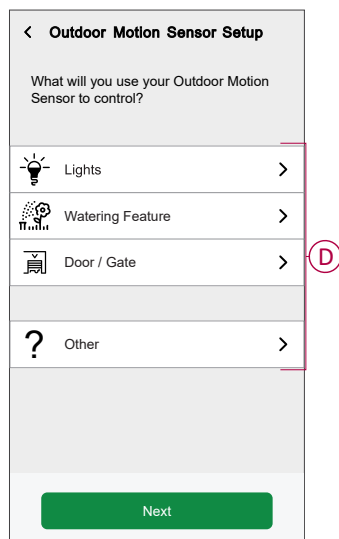 Outdoor Motion Sensor Setup
What will you use your Outdoor Motion
Sensor to control?
Lights
Watering Feature
Door / Gate
D
? Other
Next